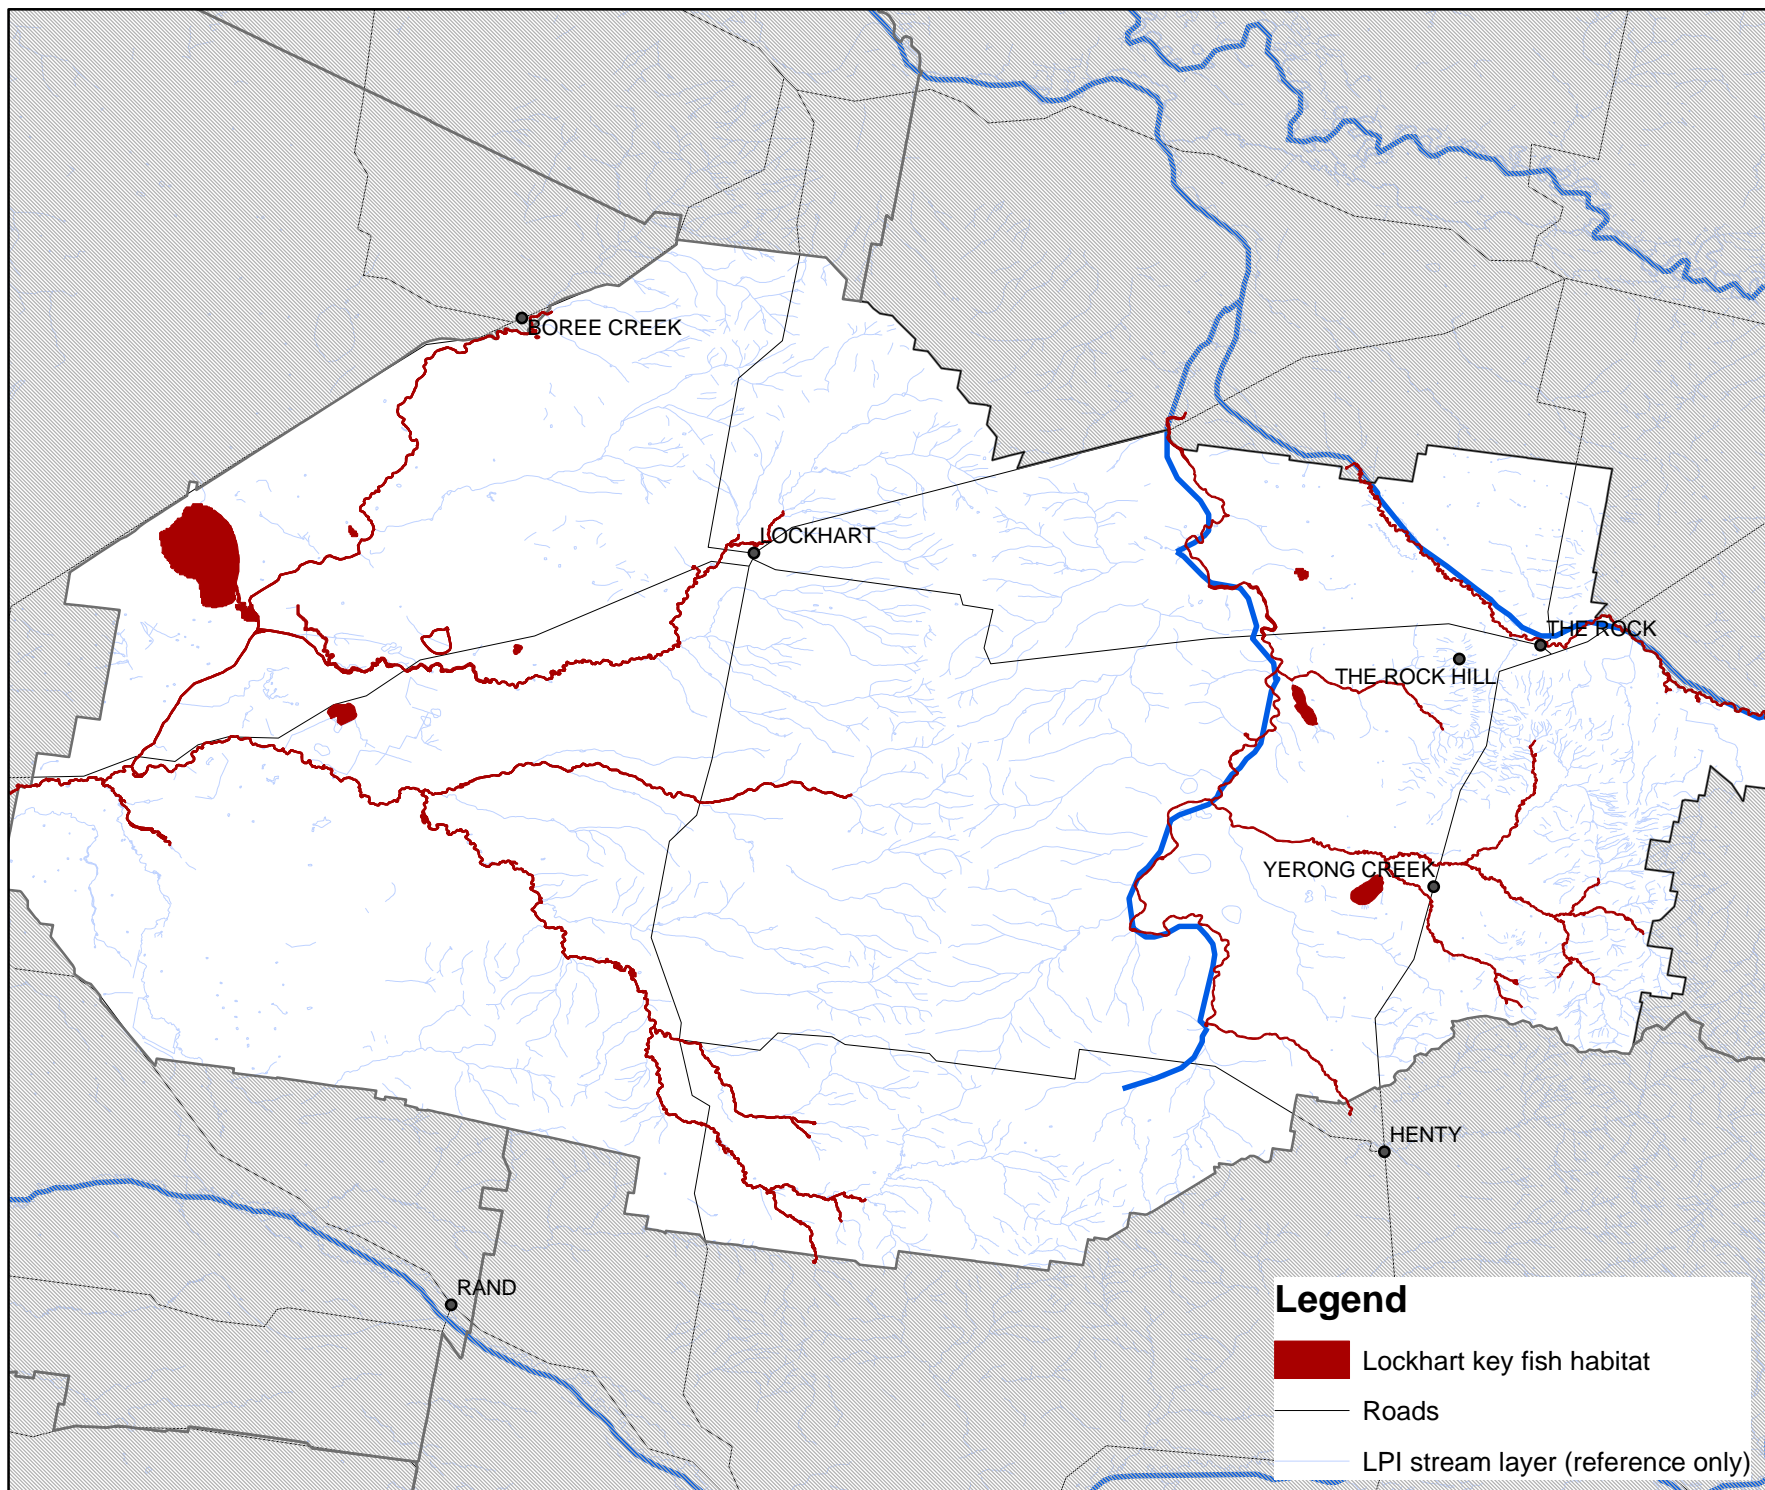 BOREE CREEK
LOCKHART
THE ROCK
THE ROCK HILL
YERONG CREEK
HENTY
RAND
Legend
Lockhart key fish habitat
Roads
LPI stream layer (reference only)